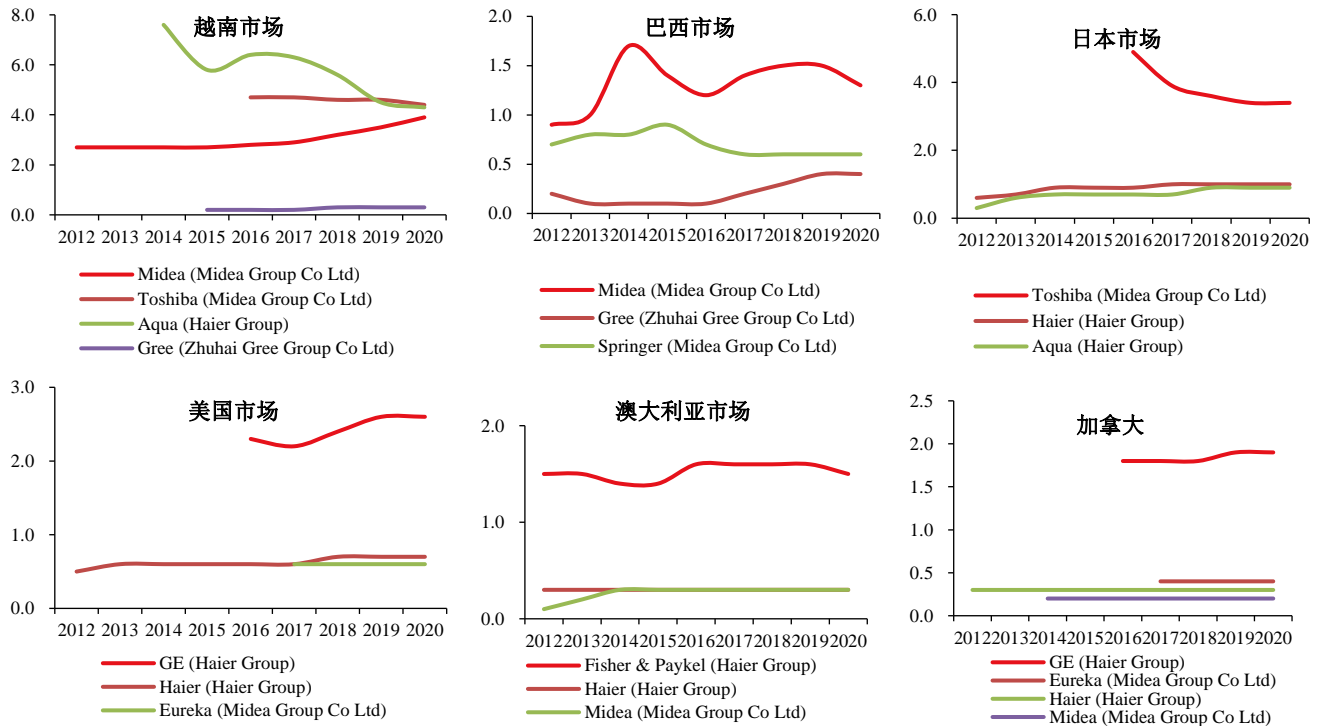 越南市场
8.0
6.0
4.0
2.0
0.0
2012 2013 2014 2015 2016 2017 2018 2019 2020
Midea (Midea Group Co Ltd)
Toshiba (Midea Group Co Ltd)
Aqua (Haier Group)
Gree (Zhuhai Gree Group Co Ltd)
巴西市场
2.0
1.5
1.0
0.5
0.0
2012 2013 2014 2015 2016 2017 2018 2019 2020
Midea (Midea Group Co Ltd)
Gree (Zhuhai Gree Group Co Ltd)
Springer (Midea Group Co Ltd)
日本市场
6.0
4.0
2.0
0.0
2012 2013 2014 2015 2016 2017 2018 2019 2020
Toshiba (Midea Group Co Ltd)
Haier (Haier Group)
Aqua (Haier Group)
美国市场
3.0
2.0
1.0
0.0
2012 2013 2014 2015 2016 2017 2018 2019 2020
GE (Haier Group)
Haier (Haier Group)
Eureka (Midea Group Co Ltd)
澳大利亚市场
2.0
1.0
0.0
2012 2013 2014 2015 2016 2017 2018 2019 2020
Fisher & Paykel (Haier Group)
Haier (Haier Group)
Midea (Midea Group Co Ltd)
加拿大
2.5
2.0
1.5
1.0
0.5
0.0
2012 2013 2014 2015 2016 2017 2018 2019 2020
GE (Haier Group)
Eureka (Midea Group Co Ltd)
Haier (Haier Group)
Midea (Midea Group Co Ltd)